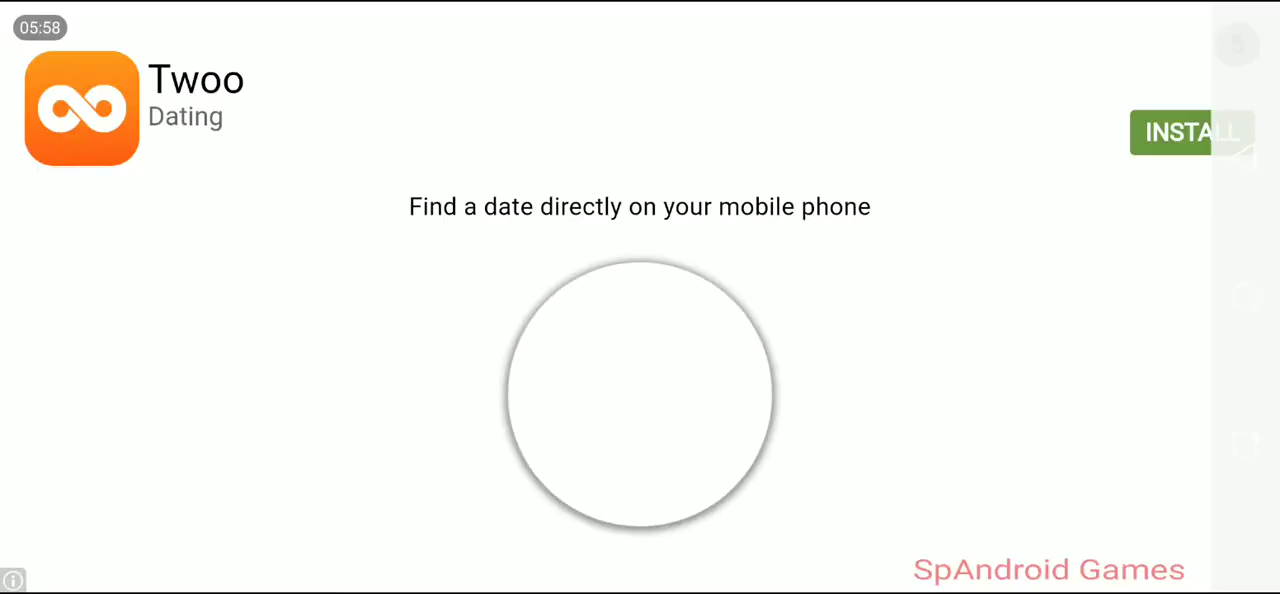 05:58
Twoo
Dating
INSTALL
Find a date directly on your mobile phone
SpAndroid Games